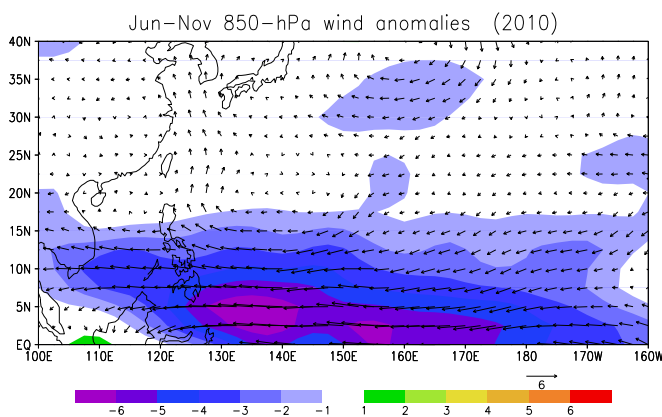 Jun-Nov 850-hPa wind anomalies (2010)
40N
35N
30N
25N
20N
15N
10N
5N
EQ
100E 110E 120E 130E 140E 150E 160E 170E 180 170W 160W
6
-6 -5 -4 -3 -2 -1 1 2 3 4 5 6